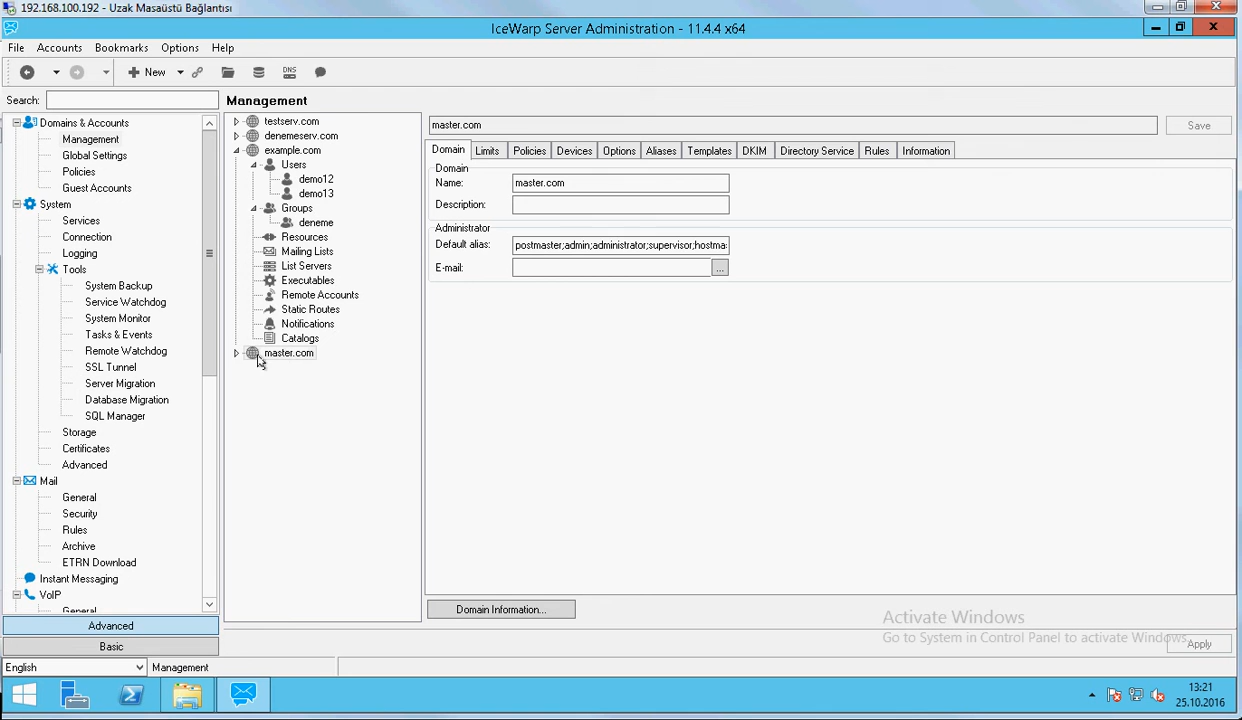 192.168.100.192 - Uzak Masaüstü Bağlantısı
IceWarp Server Administration - 11.4.4 x64
File Accounts Bookmarks Options Help
New DNS
Search: Management
Domains & Accounts
Management
Global Settings
Policies
Guest Accounts
System
Services
Connection
Logging
Tools
System Backup
Service Watchdog
System Monitor
Tasks & Events
Remote Watchdog
SSL Tunnel
Server Migration
Database Migration
SQL Manager
Storage
Certificates
Advanced
Mail
General
Security
Rules
Archive
ETRN Download
Instant Messaging
VoIP
General
Advanced
Basic
testserv.com
denemeserv.com
example.com
Users
demo12
demo13
Groups
deneme
Resources
Mailing Lists
List Servers
Executables
Remote Accounts
Static Routes
Notifications
Catalogs
master.com
master.com Save
Domain Limits Policies Devices Options Aliases Templates DKIM Directory Service Rules Information
Domain
Name: master.com
Description:
Administrator
Default alias: postmaster;admin;administrator;supervisor;hostma
E-mail: ...
Domain Information...
Activate Windows
Go to System in Control Panel to activate Windows.
Apply
English Management
13:21
25.10.2016